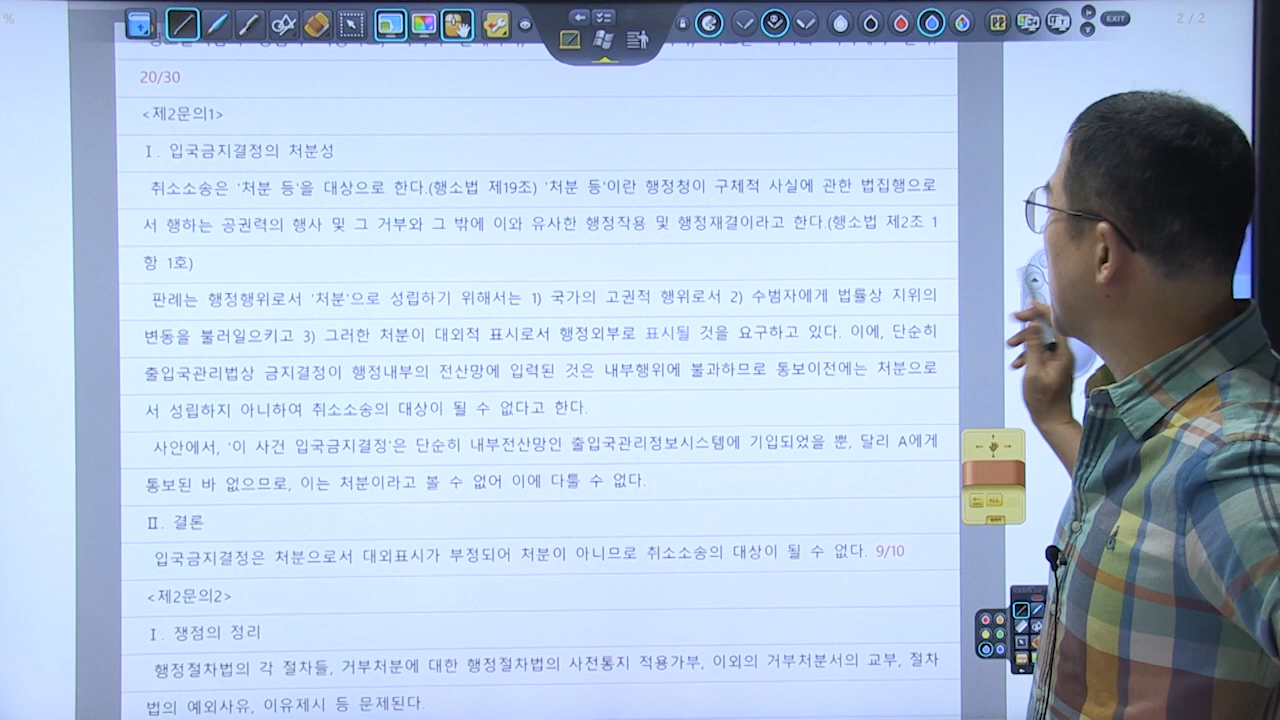 EXIT
2 / 2
%
20/30
<제2문의1>
Ⅰ. 입국금지결정의 처분성
취소소송은 '처분 등'을 대상으로 한다.(행소법 제19조) '처분 등'이란 행정청이 구체적 사실에 관한 법집행으로
서 행하는 공권력의 행사 및 그 거부와 그 밖에 이와 유사한 행정작용 및 행정재결이라고 한다.(행소법 제2조 1
항 1호)
판례는 행정행위로서 '처분'으로 성립하기 위해서는 1) 국가의 고권적 행위로서 2) 수범자에게 법률상 지위의
변동을 불러일으키고 3) 그러한 처분이 대외적 표시로서 행정외부로 표시될 것을 요구하고 있다. 이에, 단순히
출입국관리법상 금지결정이 행정내부의 전산망에 입력된 것은 내부행위에 불과하므로 통보이전에는 처분으로
서 성립하지 아니하여 취소소송의 대상이 될 수 없다고 한다.
사안에서, '이 사건 입국금지결정'은 단순히 내부전산망인 출입국관리정보시스템에 기입되었을 뿐, 달리 A에게
통보된 바 없으므로, 이는 처분이라고 볼 수 없어 이에 다툴 수 없다.
Ⅱ. 결론
입국금지결정은 처분으로서 대외표시가 부정되어 처분이 아니므로 취소소송의 대상이 될 수 없다. 9/10
<제2문의2>
Ⅰ. 쟁점의 정리
행정절차법의 각 절차들, 거부처분에 대한 행정절차법의 사전통지 적용가부, 이외의 거부처분서의 교부, 절차
법의 예외사유, 이유제시 등 문제된다.
ALL